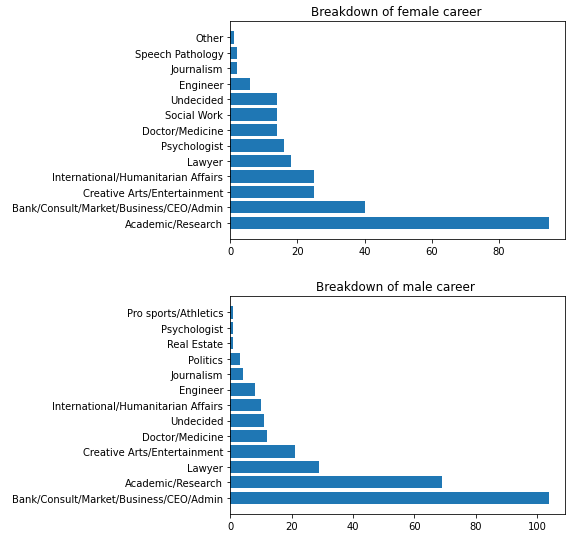 Breakdown of female career
Other
Speech Pathology
Journalism
Engineer
Undecided
Social Work
Doctor/Medicine
Psychologist
Lawyer
International/Humanitarian Affairs
Creative Arts/Entertainment
Bank/Consult/Market/Business/CEO/Admin
Academic/Research
0 20 40 60 80
Breakdown of male career
Pro sports/Athletics
Psychologist
Real Estate
Politics
Journalism
Engineer
International/Humanitarian Affairs
Undecided
Doctor/Medicine
Creative Arts/Entertainment
Lawyer
Academic/Research
Bank/Consult/Market/Business/CEO/Admin
0 20 40 60 80 100